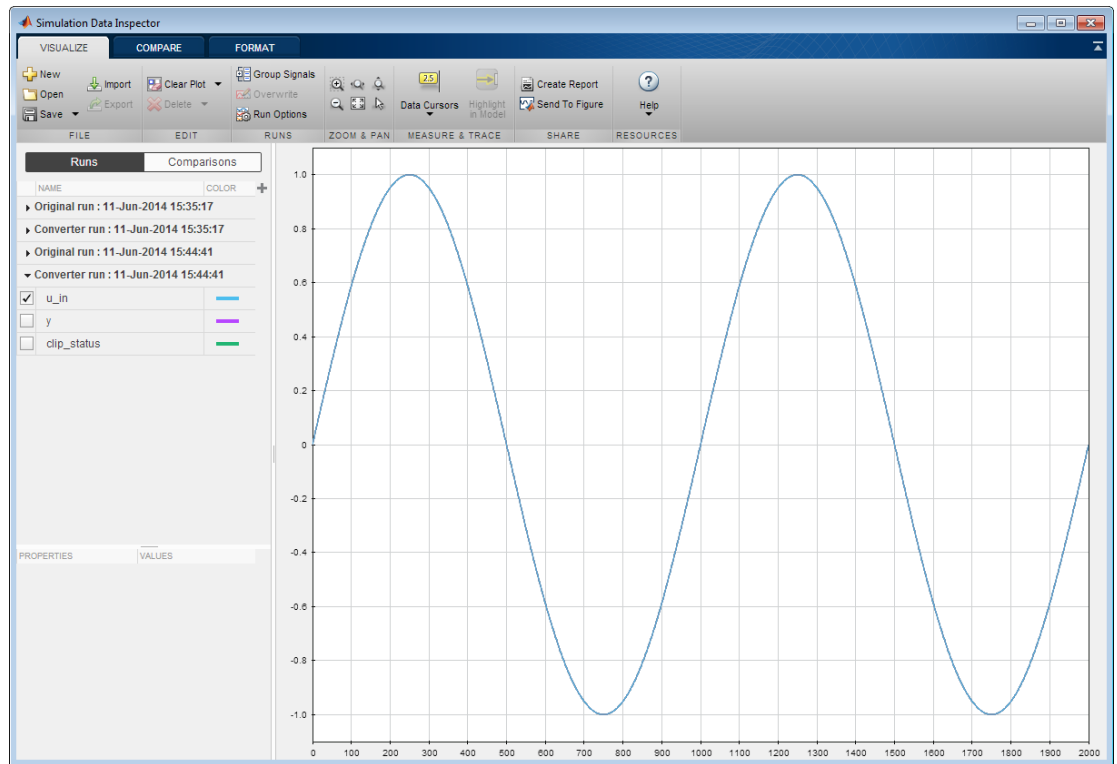 Simulation Data Inspector
VISUALIZE COMPARE FORMAT
New
Open
Save
Import
Export
FILE
Clear Plot
Delete
EDIT
Group Signals
Overwrite
Run Options
RUNS
ZOOM & PAN
2.5
Data Cursors
Highlight
in Model
MEASURE & TRACE
Create Report
Send To Figure
SHARE
?
Help
RESOURCES
Runs Comparisons
NAME COLOR
Original run : 11-Jun-2014 15:35:17
Converter run : 11-Jun-2014 15:35:17
Original run : 11-Jun-2014 15:44:41
Converter run : 11-Jun-2014 15:44:41
u_in
y
clip_status
PROPERTIES VALUES
1.0
0.8
0.6
0.4
0.2
0
-0.2
-0.4
-0.6
-0.8
-1.0
0 100 200 300 400 500 600 700 800 900 1000 1100 1200 1300 1400 1500 1600 1700 1800 1900 2000